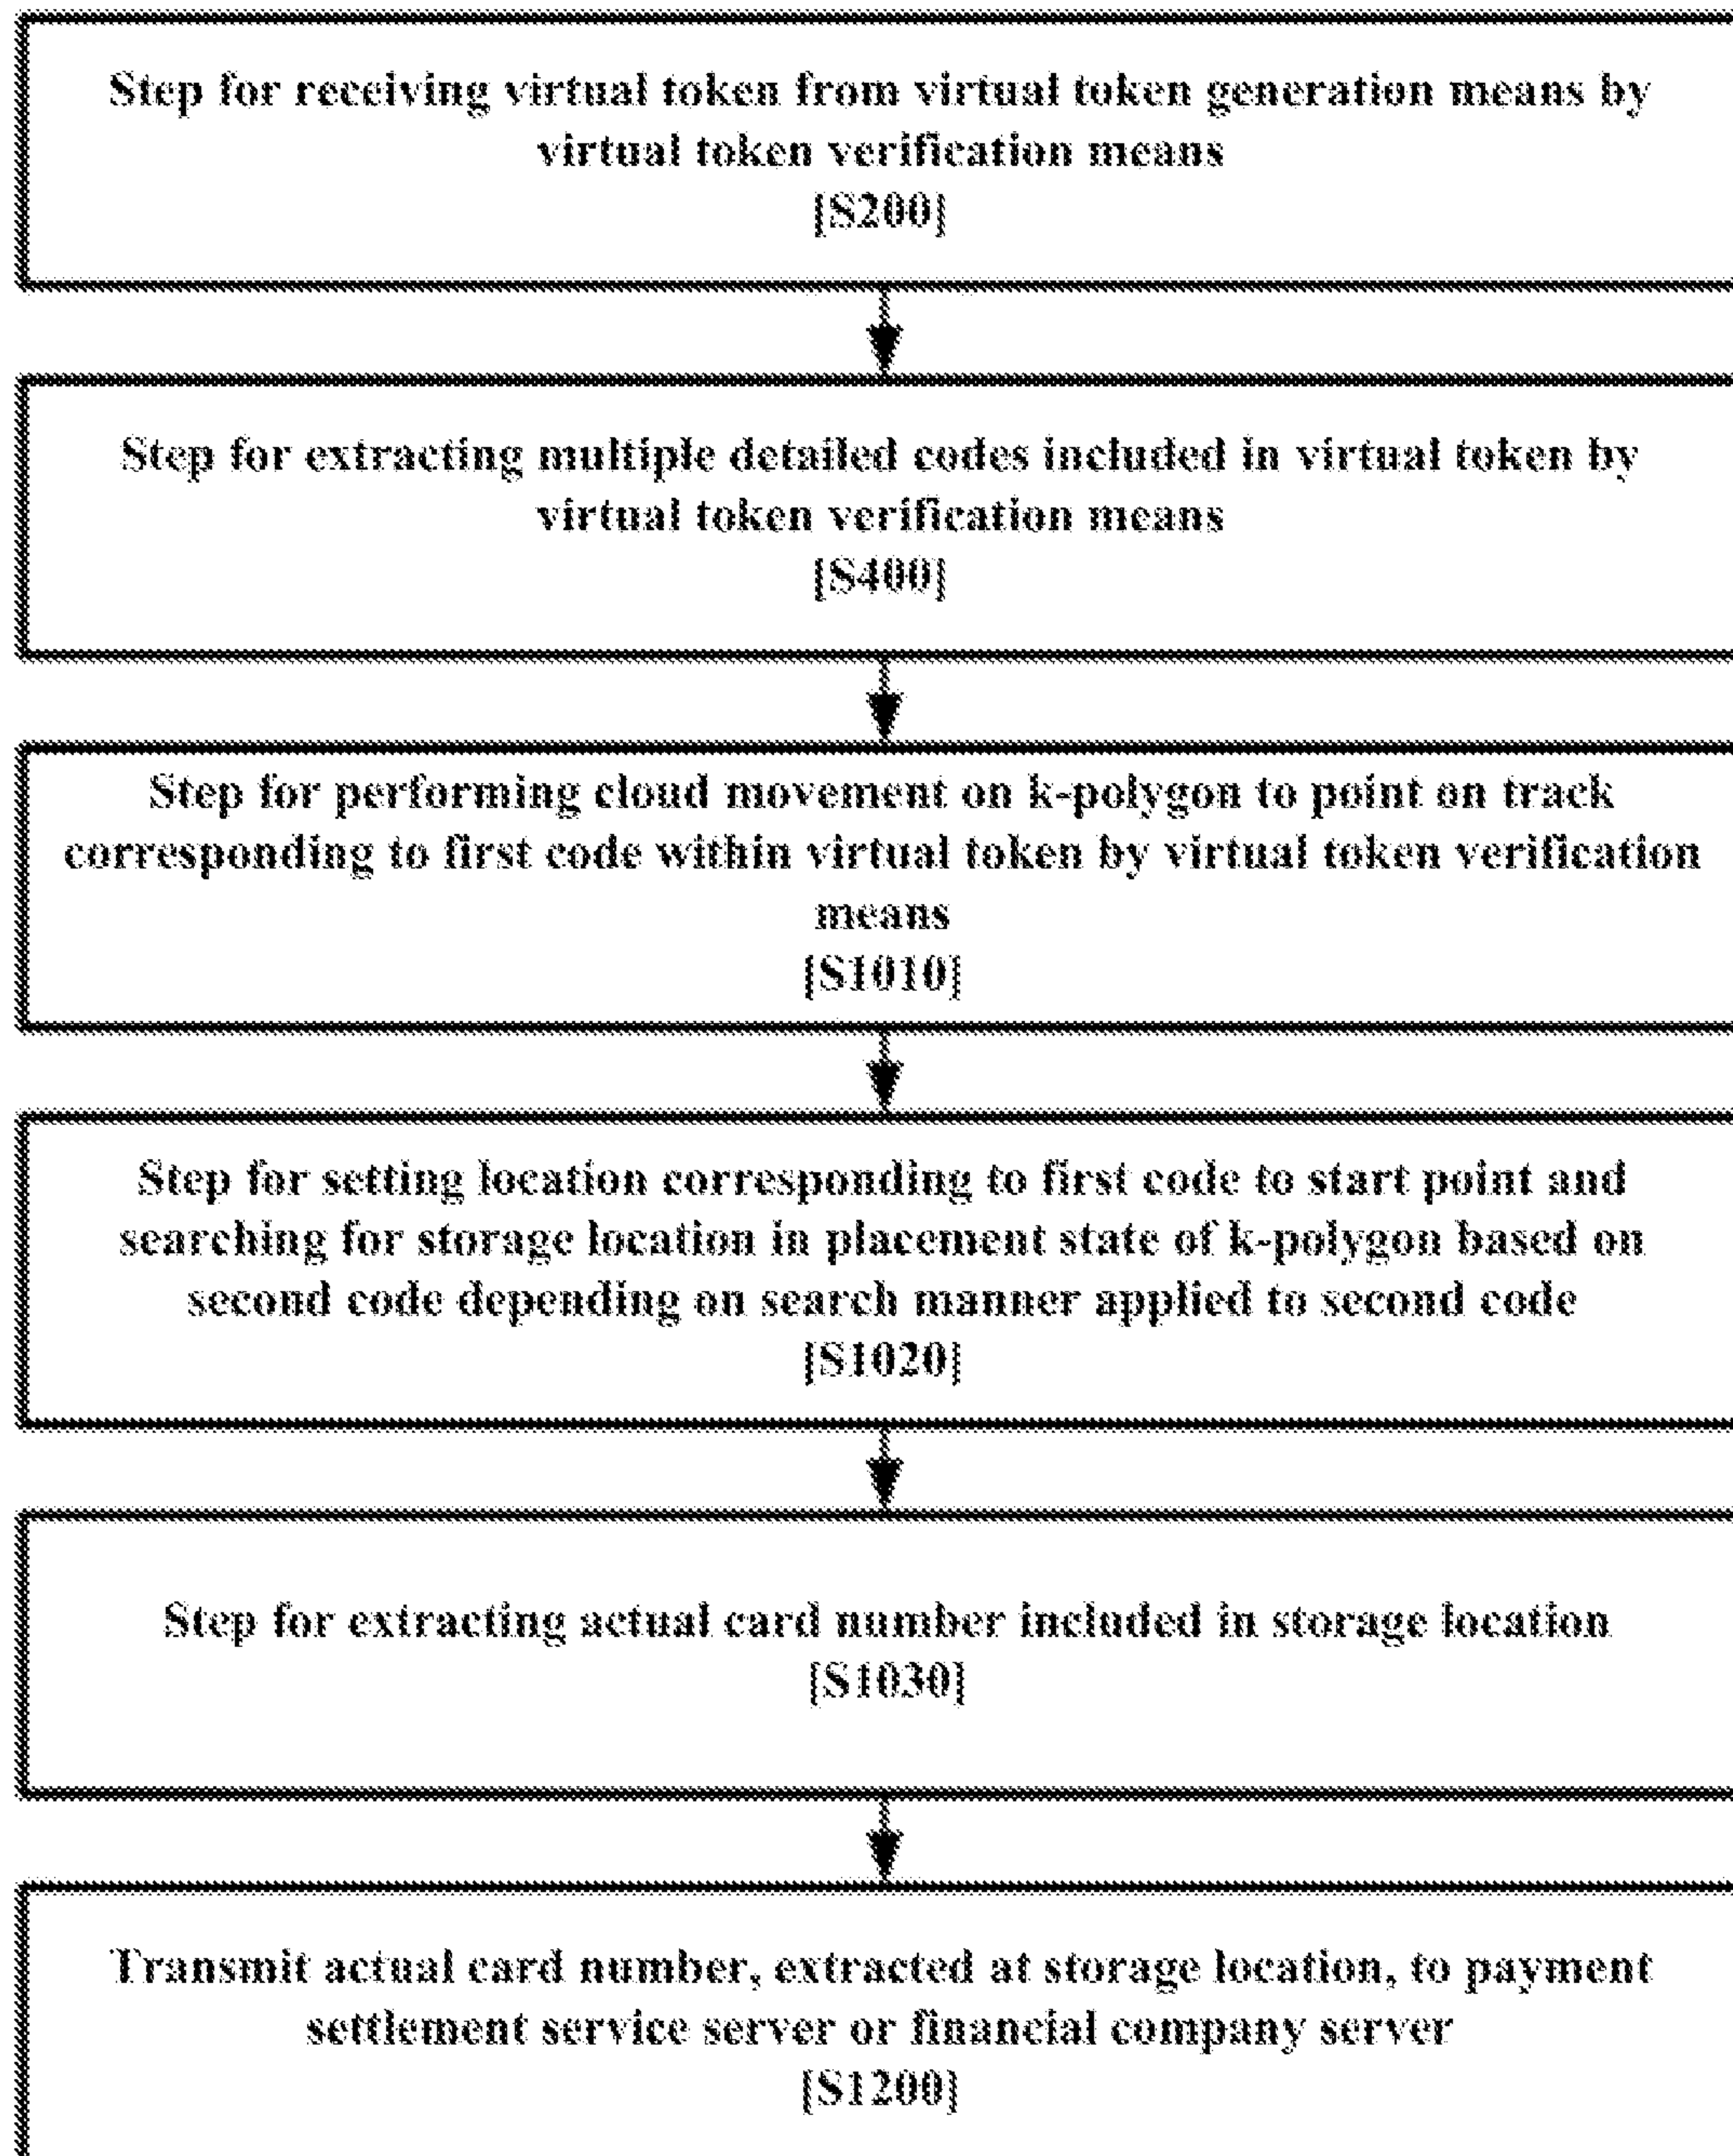 Step for receiving virtual token from virtual token generation means by
virtual token verification means
[S200]
Step for extracting multiple detailed codes included in virtual token by
virtual token verification means
[S400]
Step for performing cloud movement on k-polygon to point on track
corresponding to first code within virtual token by virtual token verification
means
[S1010]
Step for setting location corresponding to first code to start point and
searching for storage location in placement state of k-polygon based on
second code depending on search manner applied to second code
[S1020]
Step for extracting actual card number included in storage location
[S1030]
Transmit actual card number, extracted at storage location, to payment
settlement service server or financial company server
[S1200]